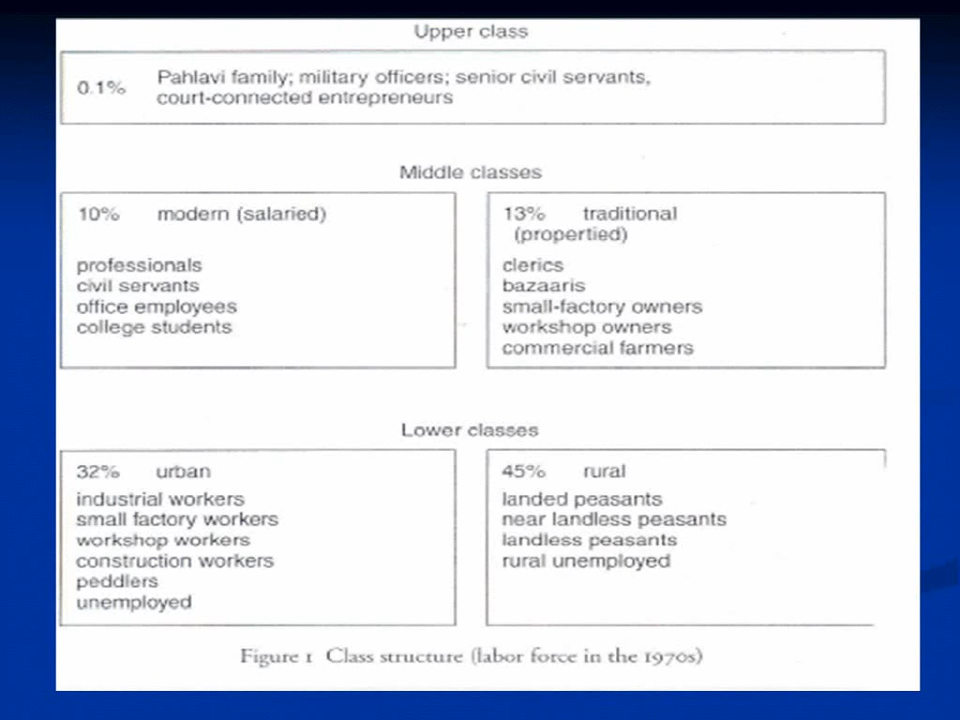 Upper class
0.1%
Pahlavi family; military officers; senior civil servants,
court-connected entrepreneurs
Middle classes
10% modern (salaried)
professionals
civil servants
office employees
college students
13% traditional
(propertied)
clerics
bazaaris
small-factory owners
workshop owners
commercial farmers
Lower classes
32% urban
industrial workers
small factory workers
workshop workers
construction workers
peddlers
unemployed
45% rural
landed peasants
near landless peasants
landless peasants
rural unemployed
Figure 1 Class structure (labor force in the 1970s)